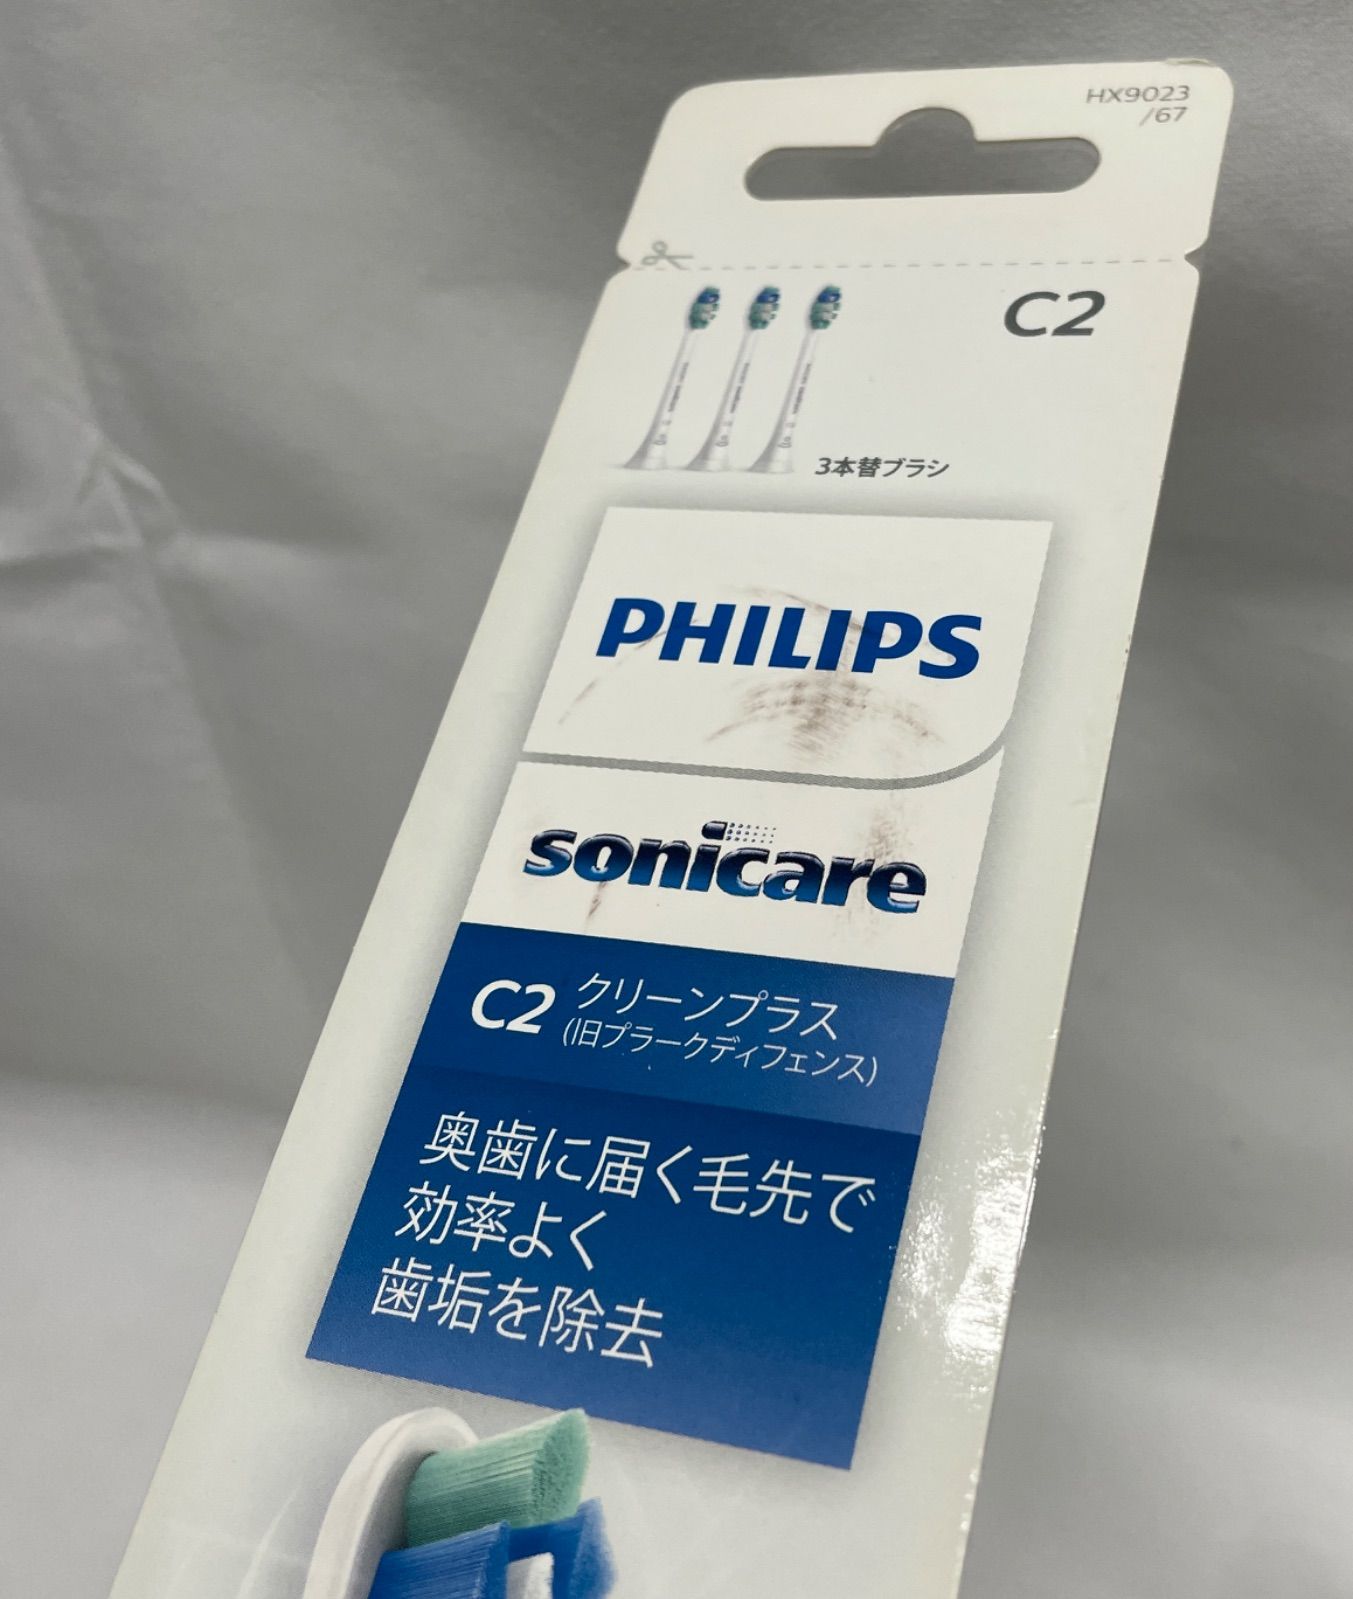 HX9023
/67
C2
3本替ブラシ
PHILIPS
sonicare
C2 クリーンプラス
(旧プラークディフェンス)
奥歯に届く毛先で
効率よく
歯垢を除去